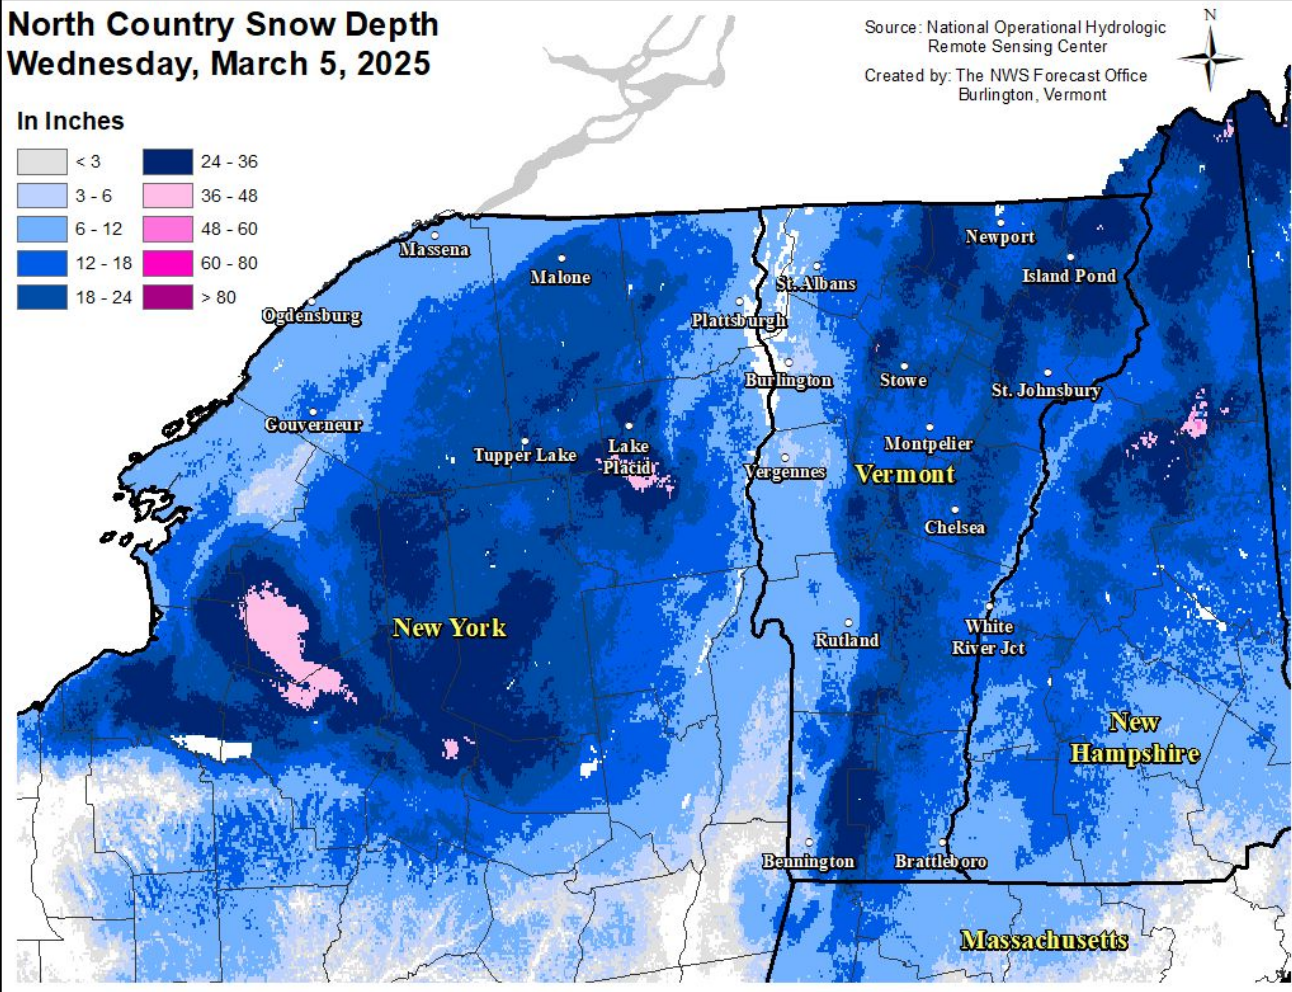 North Country Snow Depth
Wednesday, March 5, 2025
Source: National Operational Hydrologic
Remote Sensing Center
Created by: The NWS Forecast Office
Burlington, Vermont
N
In Inches
< 3
24 - 36
3 - 6
36 - 48
6 - 12
48 - 60
12 - 18
60 - 80
18 - 24
> 80
Massena
Malone
Ogdensburg
Plattsburgh
St. Albans
Newport
Island Pond
Burlington
Stowe
St. Johnsbury
Gouverneur
Tupper Lake
Lake
Placid
Vergennes
Montpelier
Vermont
Chelsea
New York
Rutland
White
River Jct
New
Hampshire
Bennington
Brattleboro
Massachusetts